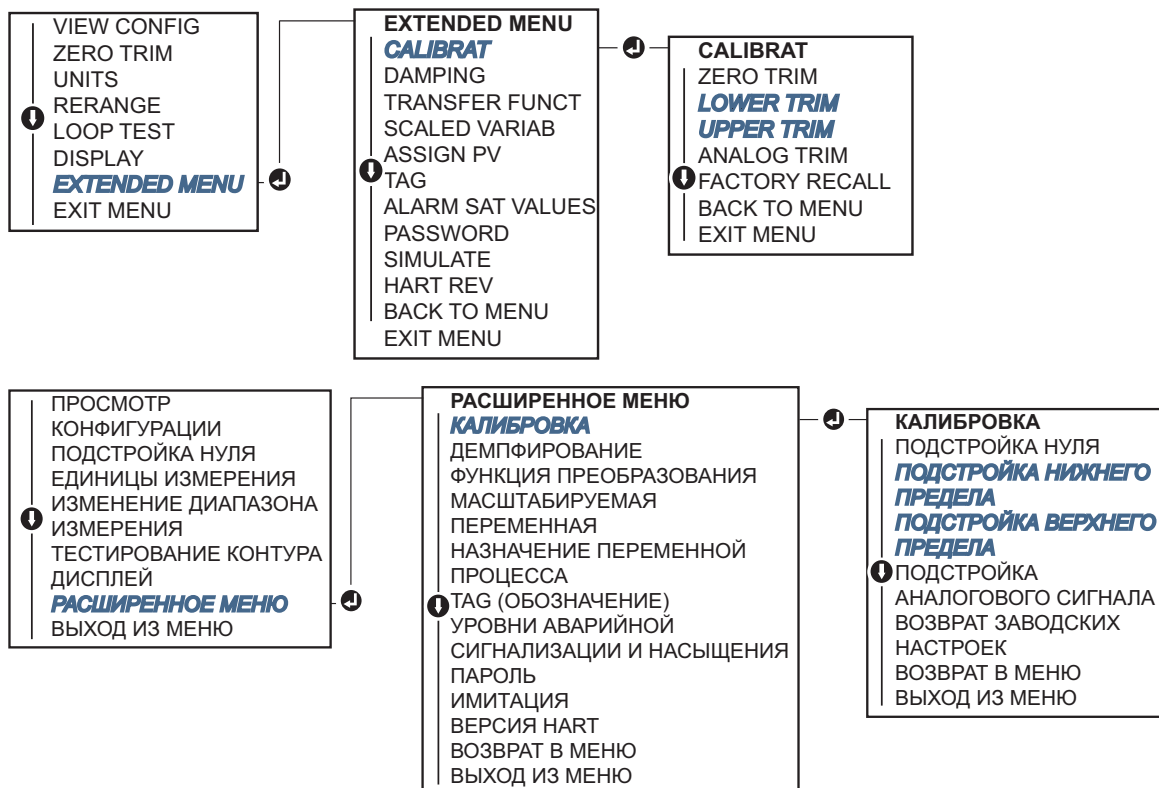 VIEW CONFIG
ZERO TRIM
UNITS
RERANGE
LOOP TEST
DISPLAY
EXTENDED MENU
EXIT MENU
EXTENDED MENU
CALIBRAT
DAMPING
TRANSFER FUNCT
SCALED VARIAB
ASSIGN PV
TAG
ALARM SAT VALUES
PASSWORD
SIMULATE
HART REV
BACK TO MENU
EXIT MENU
CALIBRAT
ZERO TRIM
LOWER TRIM
UPPER TRIM
ANALOG TRIM
FACTORY RECALL
BACK TO MENU
EXIT MENU
ПРОСМОТР
КОНФИГУРАЦИИ
ПОДСТРОЙКА НУЛЯ
ЕДИНИЦЫ ИЗМЕРЕНИЯ
ИЗМЕНЕНИЕ ДИАПАЗОНА
ИЗМЕРЕНИЯ
ТЕСТИРОВАНИЕ КОНТУРА
ДИСПЛЕЙ
РАСШИРЕННОЕ МЕНЮ
ВЫХОД ИЗ МЕНЮ
РАСШИРЕННОЕ МЕНЮ
КАЛИБРОВКА
ДЕМПФИРОВАНИЕ
ФУНКЦИЯ ПРЕОБРАЗОВАНИЯ
МАСШТАБИРУЕМАЯ
ПЕРЕМЕННАЯ
НАЗНАЧЕНИЕ ПЕРЕМЕННОЙ
ПРОЦЕССА
TAG (ОБОЗНАЧЕНИЕ)
УРОВНИ АВАРИЙНОЙ
СИГНАЛИЗАЦИИ И НАСЫЩЕНИЯ
ПАРОЛЬ
ИМИТАЦИЯ
ВЕРСИЯ HART
ВОЗВРАТ В МЕНЮ
ВЫХОД ИЗ МЕНЮ
КАЛИБРОВКА
ПОДСТРОЙКА НУЛЯ
ПОДСТРОЙКА НИЖНЕГО
ПРЕДЕЛА
ПОДСТРОЙКА ВЕРХНЕГО
ПРЕДЕЛА
ПОДСТРОЙКА
АНАЛОГОВОГО СИГНАЛА
ВОЗВРАТ ЗАВОДСКИХ
НАСТРОЕК
ВОЗВРАТ В МЕНЮ
ВЫХОД ИЗ МЕНЮ